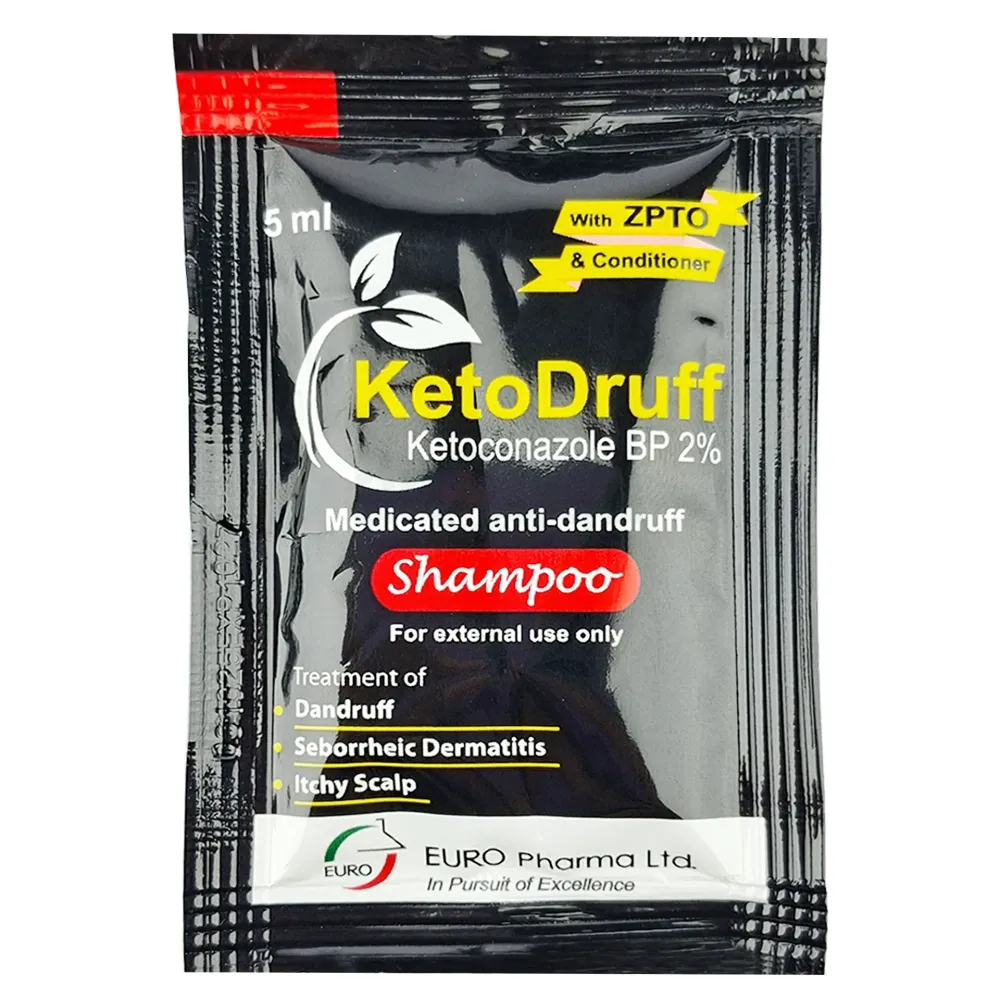 5 ml
With ZPTO
& Conditioner
KetoDruff
Ketoconazole BP 2%
Medicated anti-dandruff
Shampoo
For external use only
Treatment of
• Dandruff
• Seborrheic Dermatitis
• Itchy Scalp
EURO
EURO Pharma Ltd.
In Pursuit of Excellence